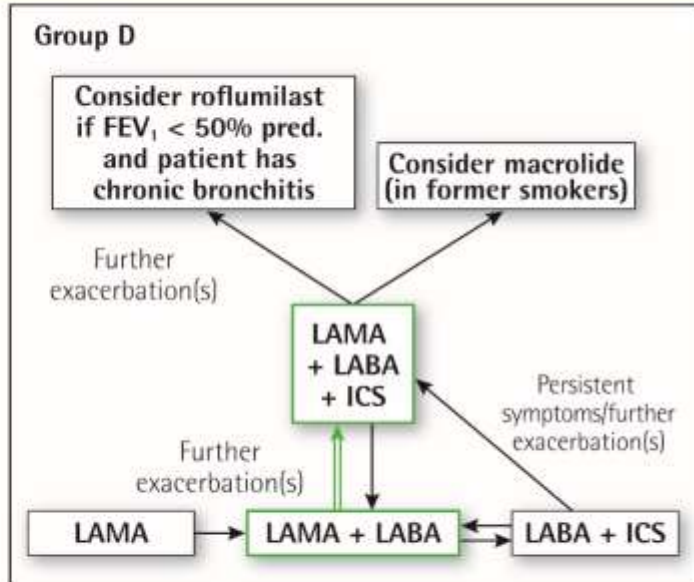 Group D
Consider roflumilast
if FEV₁ < 50% pred.
and patient has
chronic bronchitis
Consider macrolide
(in former smokers)
Further
exacerbation(s)
LAMA
+ LABA
+ ICS
Persistent
symptoms/further
exacerbation(s)
Further
exacerbation(s)
LAMA
LAMA + LABA
LABA + ICS